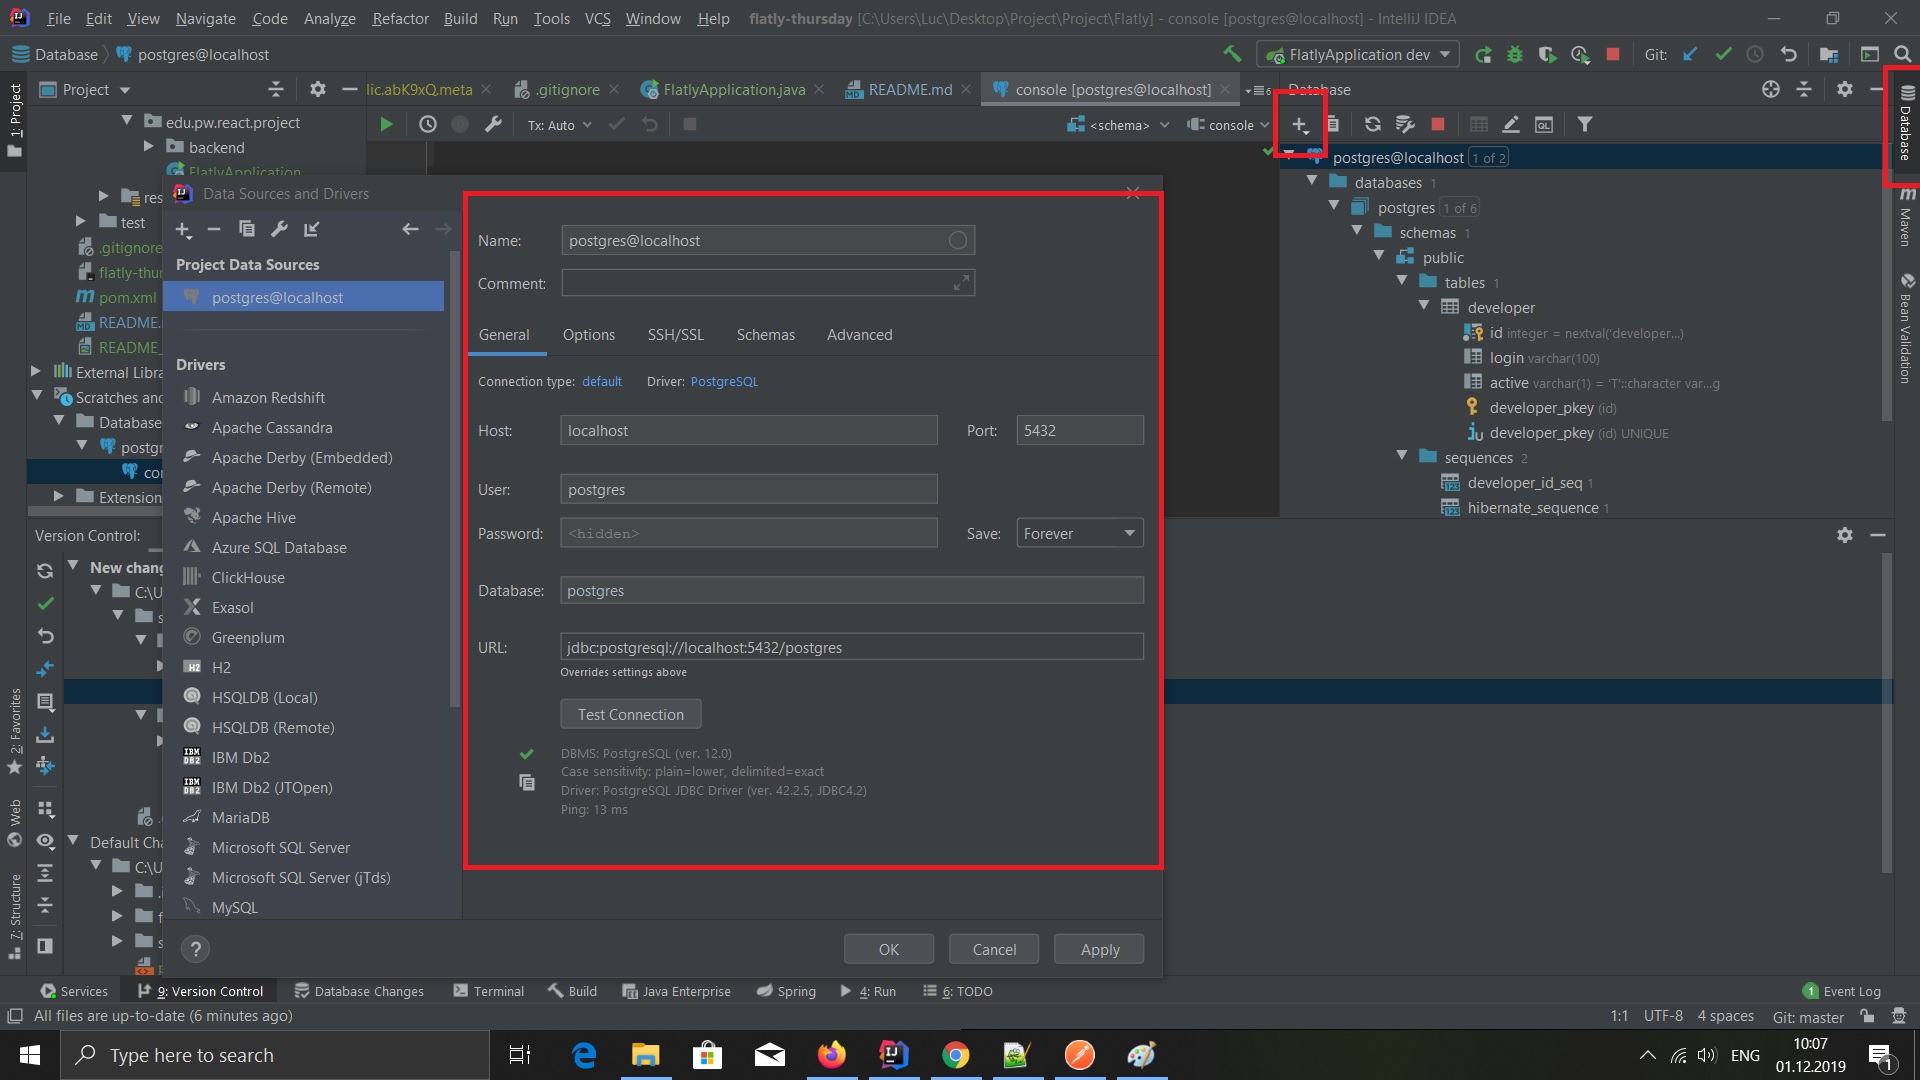 File Edit View Navigate Code Analyze Refactor Build Run Tools VCS Window Help flatly-thursday [C:\Users\Luc\Desktop\Project\Project\Flatly] - console [postgres@localhost] - IntelliJ IDEA
Database postgres@localhost FlatlyApplication dev Git:
Project lic.abK9xQ.meta .gitignore FlatlyApplication.java README.md console [postgres@localhost] Database
1: Project
Tx: Auto <schema> console
edu.pw.react.project
backend
FlatlyApplication
res
test
.gitignore
flatly-thu
pom.xml
README.
README_
External Libra
Scratches and
Database
postgr
con
Extension
postgres@localhost 1 of 2
databases 1
postgres 1 of 6
schemas 1
public
tables 1
developer
id integer = nextval('developer...)
login varchar(100)
active varchar(1) = 'T'::character var...g
developer_pkey (id)
developer_pkey (id) UNIQUE
sequences 2
developer_id_seq 1
hibernate_sequence 1
Database
Maven
Bean Validation
Data Sources and Drivers
Project Data Sources
postgres@localhost
Drivers
Amazon Redshift
Apache Cassandra
Apache Derby (Embedded)
Apache Derby (Remote)
Apache Hive
Azure SQL Database
ClickHouse
Exasol
Greenplum
H2
HSQLDB (Local)
HSQLDB (Remote)
IBM Db2
IBM Db2 (JTOpen)
MariaDB
Microsoft SQL Server
Microsoft SQL Server (jTds)
MySQL
Name: postgres@localhost
Comment:
General Options SSH/SSL Schemas Advanced
Connection type: default Driver: PostgreSQL
Host: localhost Port: 5432
User: postgres
Password: <hidden> Save: Forever
Database: postgres
URL: jdbc:postgresql://localhost:5432/postgres
Overrides settings above
Test Connection
DBMS: PostgreSQL (ver. 12.0)
Case sensitivity: plain=lower, delimited=exact
Driver: PostgreSQL JDBC Driver (ver. 42.2.5, JDBC4.2)
Ping: 13 ms
? OK Cancel Apply
Version Control:
New chang
C:\U
s
Default Cha
C:\U
f
s
2: Favorites
Web
7: Structure
Services 9: Version Control Database Changes Terminal Build Java Enterprise Spring 4: Run 6: TODO 1 Event Log
All files are up-to-date (6 minutes ago) 1:1 UTF-8 4 spaces Git: master
Type here to search ENG 10:07 1
01.12.2019